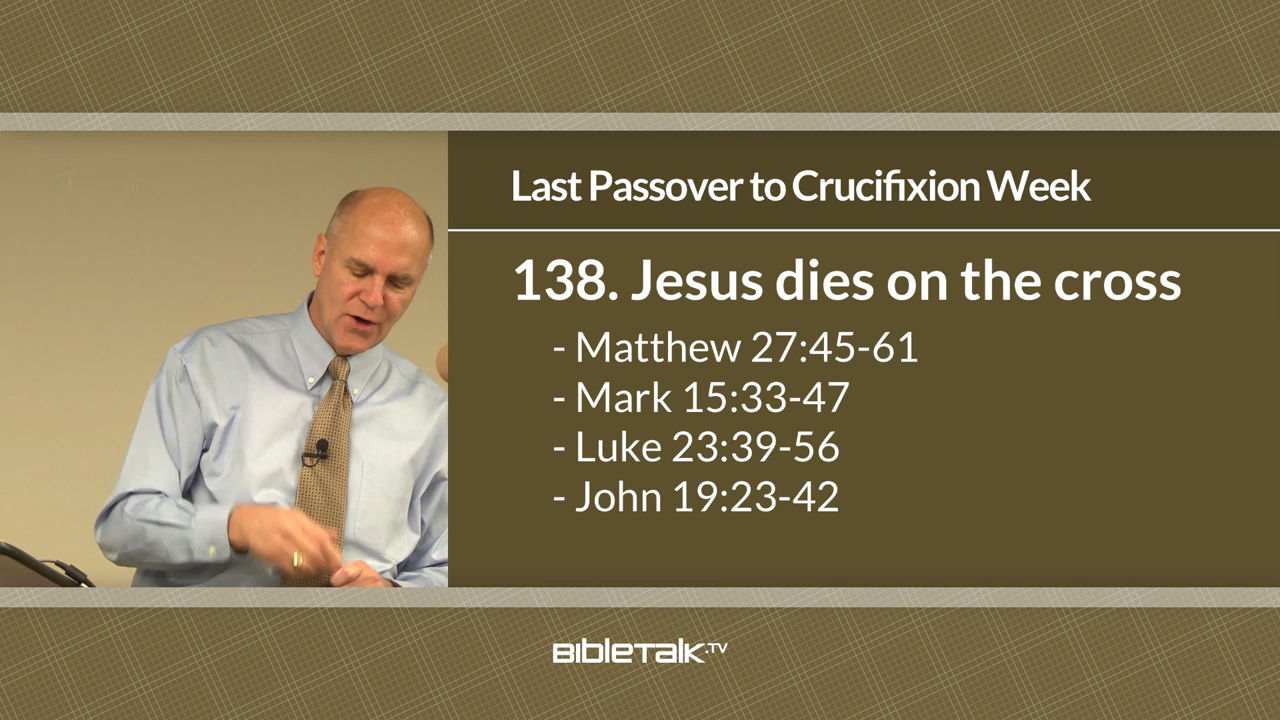 Last Passover to Crucifixion Week
138. Jesus dies on the cross
- Matthew 27:45-61
- Mark 15:33-47
- Luke 23:39-56
- John 19:23-42
BIBLETALK.TV